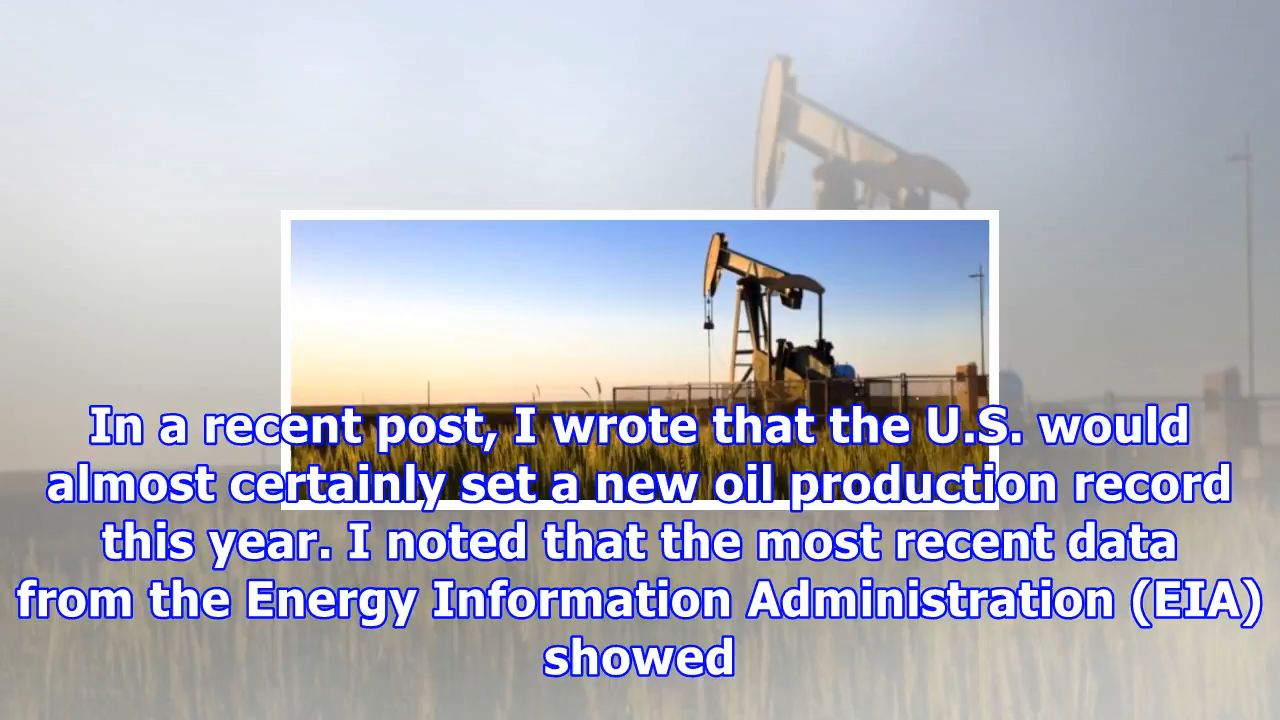 In a recent post, I wrote that the U.S. would
almost certainly set a new oil production record
this year. I noted that the most recent data
from the Energy Information Administration (EIA)
showed